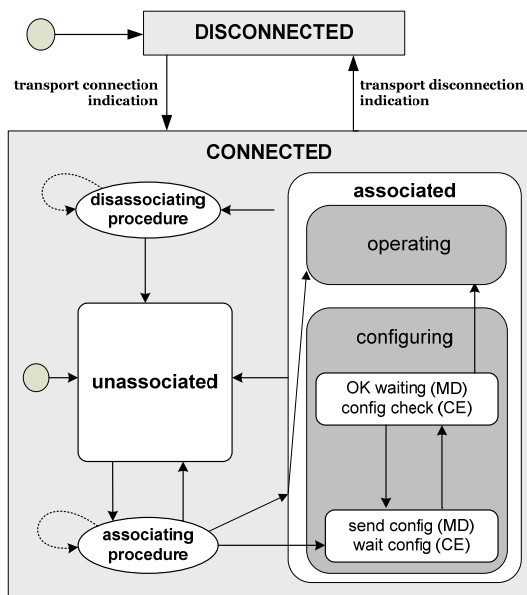 DISCONNECTED
transport connection
indication
transport disconnection
indication
CONNECTED
disassociating
procedure
associated
operating
configuring
unassociated
OK waiting (MD)
config check (CE)
send config (MD)
wait config (CE)
associating
procedure